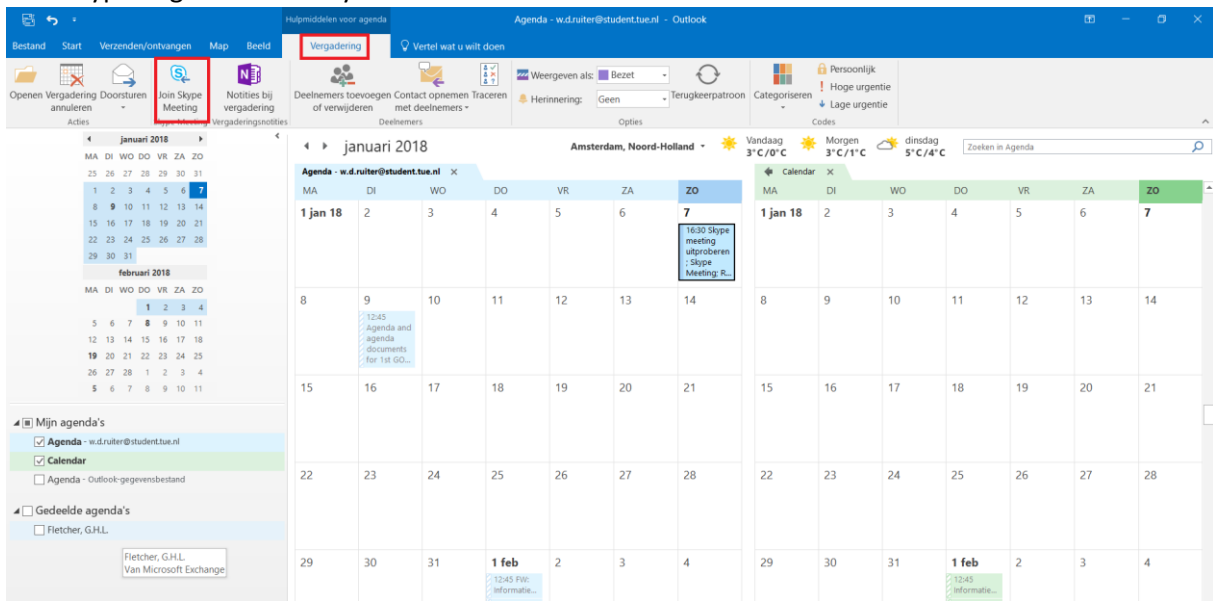 Hulpmiddelen voor agenda
Agenda - w.d.ruiter@student.tue.nl - Outlook
Bestand Start Verzenden/ontvangen Map Beeld Vergadering Vertel wat u wilt doen
Openen
Vergadering annuleren
Doorsturen
Acties
Join Skype Meeting
Skype Meeting
Notities bij vergadering
Vergaderingsnotities
Deelnemers toevoegen of verwijderen
Contact opnemen met deelnemers
Traceren
Deelnemers
Weergeven als: Bezet
Herinnering: Geen
Terugkeerpatroon
Opties
Categoriseren
Persoonlijk
Hoge urgentie
Lage urgentie
Codes
januari 2018
MA DI WO DO VR ZA ZO
25 26 27 28 29 30 31
1 2 3 4 5 6 7
8 9 10 11 12 13 14
15 16 17 18 19 20 21
22 23 24 25 26 27 28
29 30 31
februari 2018
MA DI WO DO VR ZA ZO
1 2 3 4
5 6 7 8 9 10 11
12 13 14 15 16 17 18
19 20 21 22 23 24 25
26 27 28 1 2 3 4
5 6 7 8 9 10 11
Mijn agenda's
Agenda - w.d.ruiter@student.tue.nl
Calendar
Agenda - Outlook-gegevensbestand
Gedeelde agenda's
Fletcher, G.H.L.
Fletcher, G.H.L.
Van Microsoft Exchange
januari 2018
Amsterdam, Noord-Holland
Vandaag
3°C/0°C
Morgen
3°C/1°C
dinsdag
5°C/4°C
Zoeken in Agenda
Agenda - w.d.ruiter@student.tue.nl
MA DI WO DO VR ZA ZO
1 jan 18 2 3 4 5 6 7
16:30 Skype
meeting
uitproberen
; Skype
Meeting; R...
8 9 10 11 12 13 14
12:45
Agenda and
agenda
documents
for 1st GO...
15 16 17 18 19 20 21
22 23 24 25 26 27 28
29 30 31 1 feb 2 3 4
12:45 FW:
Informatie...
Calendar
MA DI WO DO VR ZA ZO
1 jan 18 2 3 4 5 6 7
8 9 10 11 12 13 14
15 16 17 18 19 20 21
22 23 24 25 26 27 28
29 30 31 1 feb 2 3 4
12:45
Informatie...